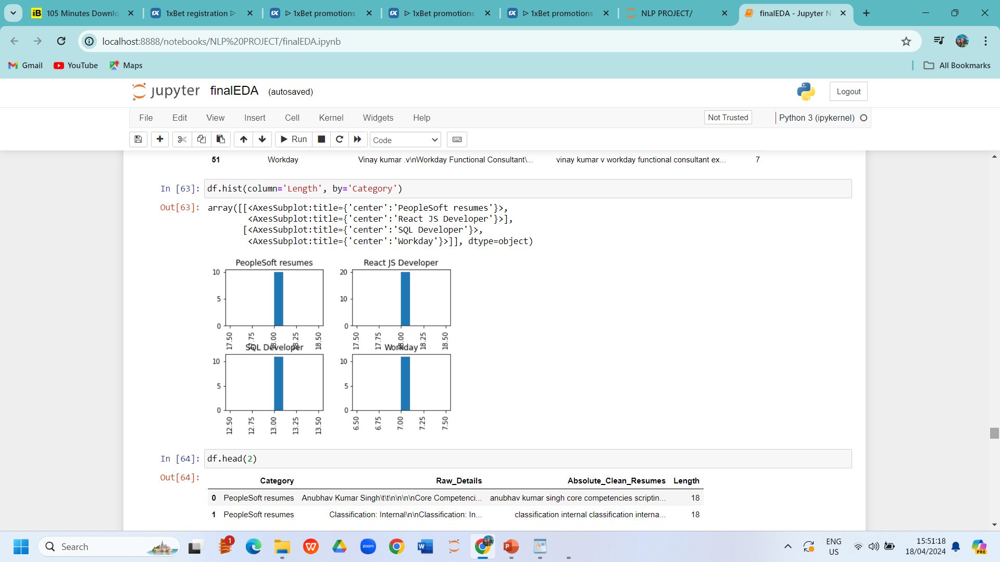 105 Minutes Downlo
1xBet registration ▷
▷ 1xBet promotions
▷ 1xBet promotions
▷ 1xBet promotions
NLP PROJECT/
finalEDA - Jupyter N
localhost:8888/notebooks/NLP%20PROJECT/finalEDA.ipynb
Gmail YouTube Maps All Bookmarks
jupyter finalEDA (autosaved) Logout
File Edit View Insert Cell Kernel Widgets Help Not Trusted Python 3 (ipykernel)
Run Code
51 Workday Vinay kumar .v\nWorkday Functional Consultant\... vinay kumar v workday functional consultant ex... 7
In [63]: df.hist(column='Length', by='Category')
Out[63]: array([[<AxesSubplot:title={'center':'PeopleSoft resumes'}>,
<AxesSubplot:title={'center':'React JS Developer'}>],
[<AxesSubplot:title={'center':'SQL Developer'}>,
<AxesSubplot:title={'center':'Workday'}>]], dtype=object)
PeopleSoft resumes React JS Developer
10 20
5 10
0 0
17.50 17.75 18.00 18.25 18.50 17.50 17.75 18.00 18.25 18.50
SQL Developer Workday
10 10
5 5
0 0
12.50 12.75 13.00 13.25 13.50 6.50 6.75 7.00 7.25 7.50
In [64]: df.head(2)
Out[64]:
Category Raw_Details Absolute_Clean_Resumes Length
0 PeopleSoft resumes Anubhav Kumar Singh\t\t\n\n\n\nCore Competenci... anubhav kumar singh core competencies scriptin... 18
1 PeopleSoft resumes Classification: Internal\n\nClassification: In... classification internal classification interna... 18
Search 1 zoom ENG 15:51:18
US 18/04/2024 PRE